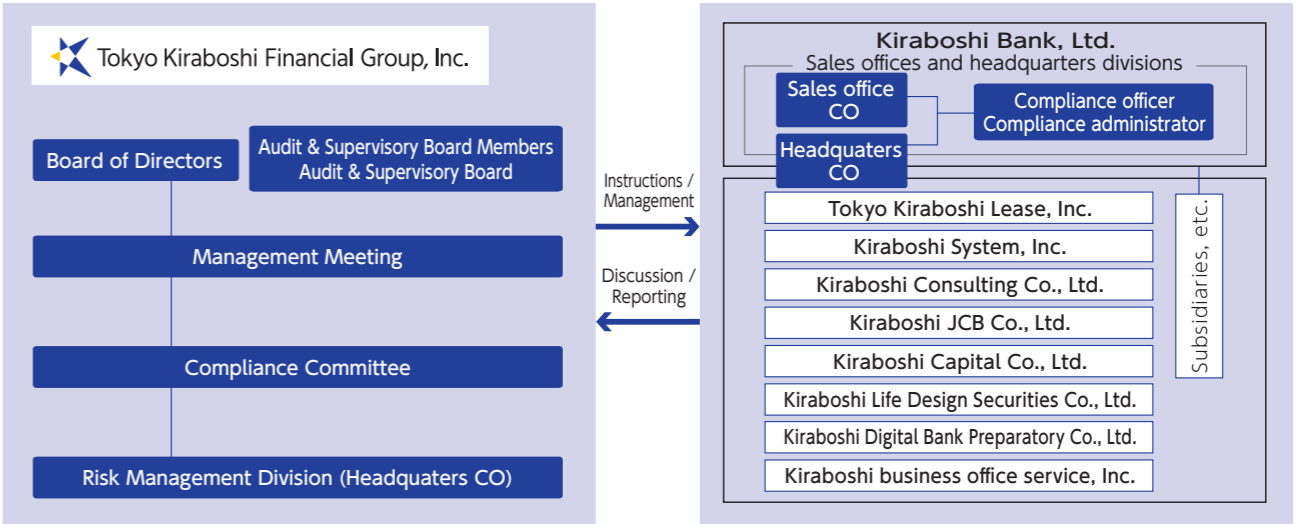 Tokyo Kiraboshi Financial Group, Inc.
Board of Directors
Audit & Supervisory Board Members
Audit & Supervisory Board
Management Meeting
Compliance Committee
Risk Management Division (Headquaters CO)
Instructions /
Management
Discussion /
Reporting
Kiraboshi Bank, Ltd.
Sales offices and headquarters divisions
Sales office
CO
Compliance officer
Compliance administrator
Headquaters
CO
Tokyo Kiraboshi Lease, Inc.
Kiraboshi System, Inc.
Kiraboshi Consulting Co., Ltd.
Kiraboshi JCB Co., Ltd.
Kiraboshi Capital Co., Ltd.
Kiraboshi Life Design Securities Co., Ltd.
Kiraboshi Digital Bank Preparatory Co., Ltd.
Kiraboshi business office service, Inc.
Subsidiaries, etc.